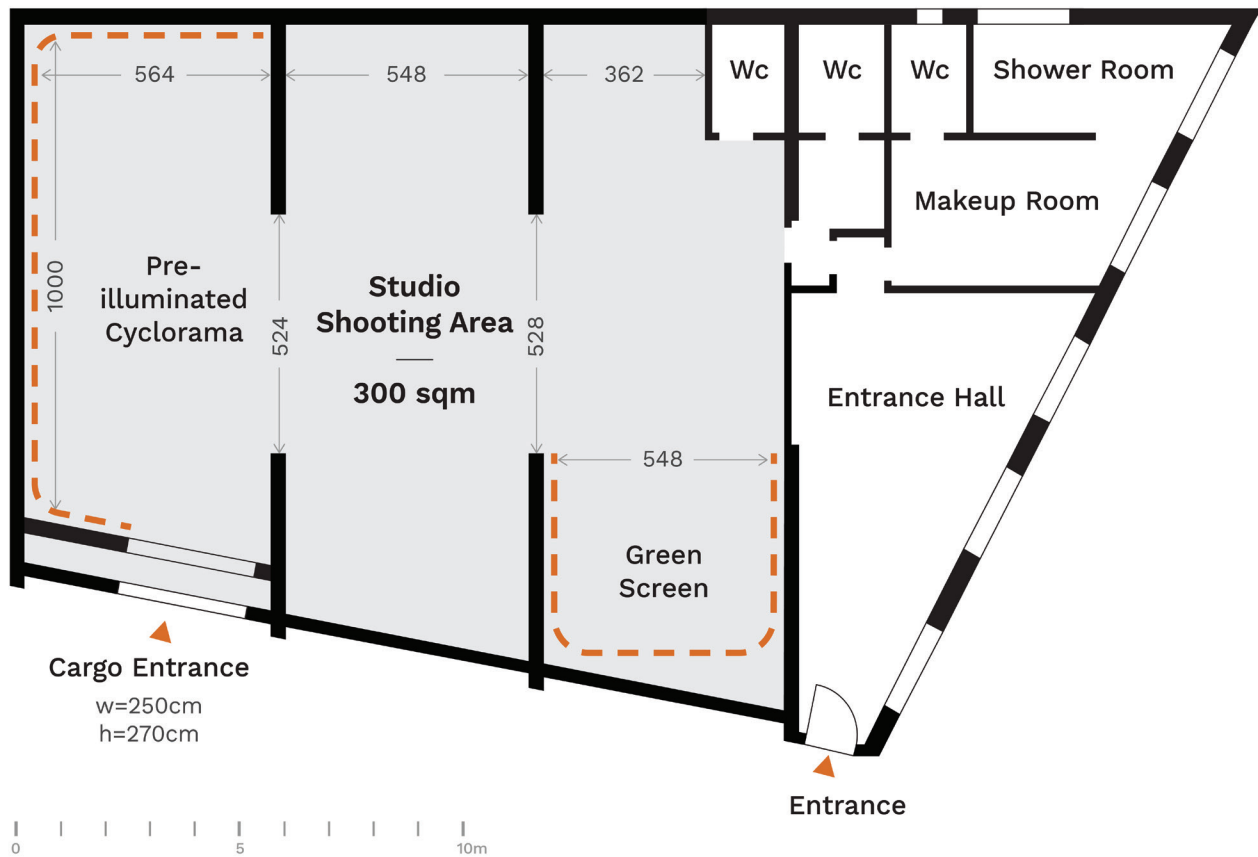 564
548
362
Wc
Wc
Wc
Shower Room
Makeup Room
1000
Pre-
illuminated
Cyclorama
524
Studio
Shooting Area
300 sqm
528
Entrance Hall
548
Green
Screen
Cargo Entrance
w=250cm
h=270cm
Entrance
0
5
10m